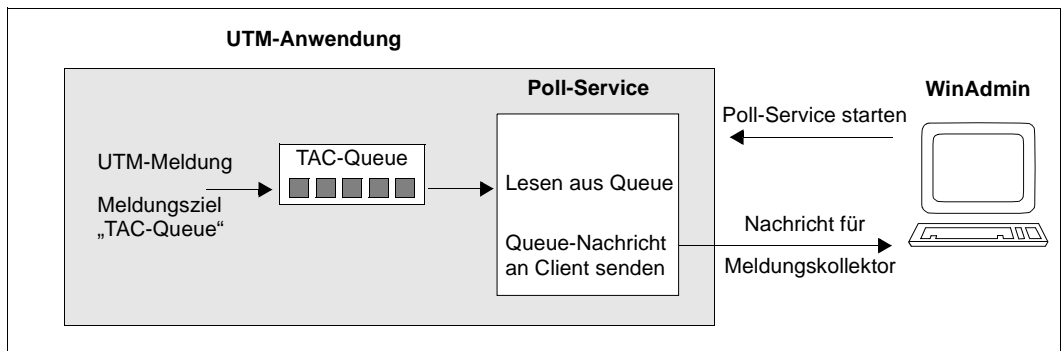 UTM-Anwendung
Poll-Service
WinAdmin
Poll-Service starten
UTM-Meldung
TAC-Queue
Meldungsziel
„TAC-Queue“
Lesen aus Queue
Queue-Nachricht
an Client senden
Nachricht für
Meldungskollektor